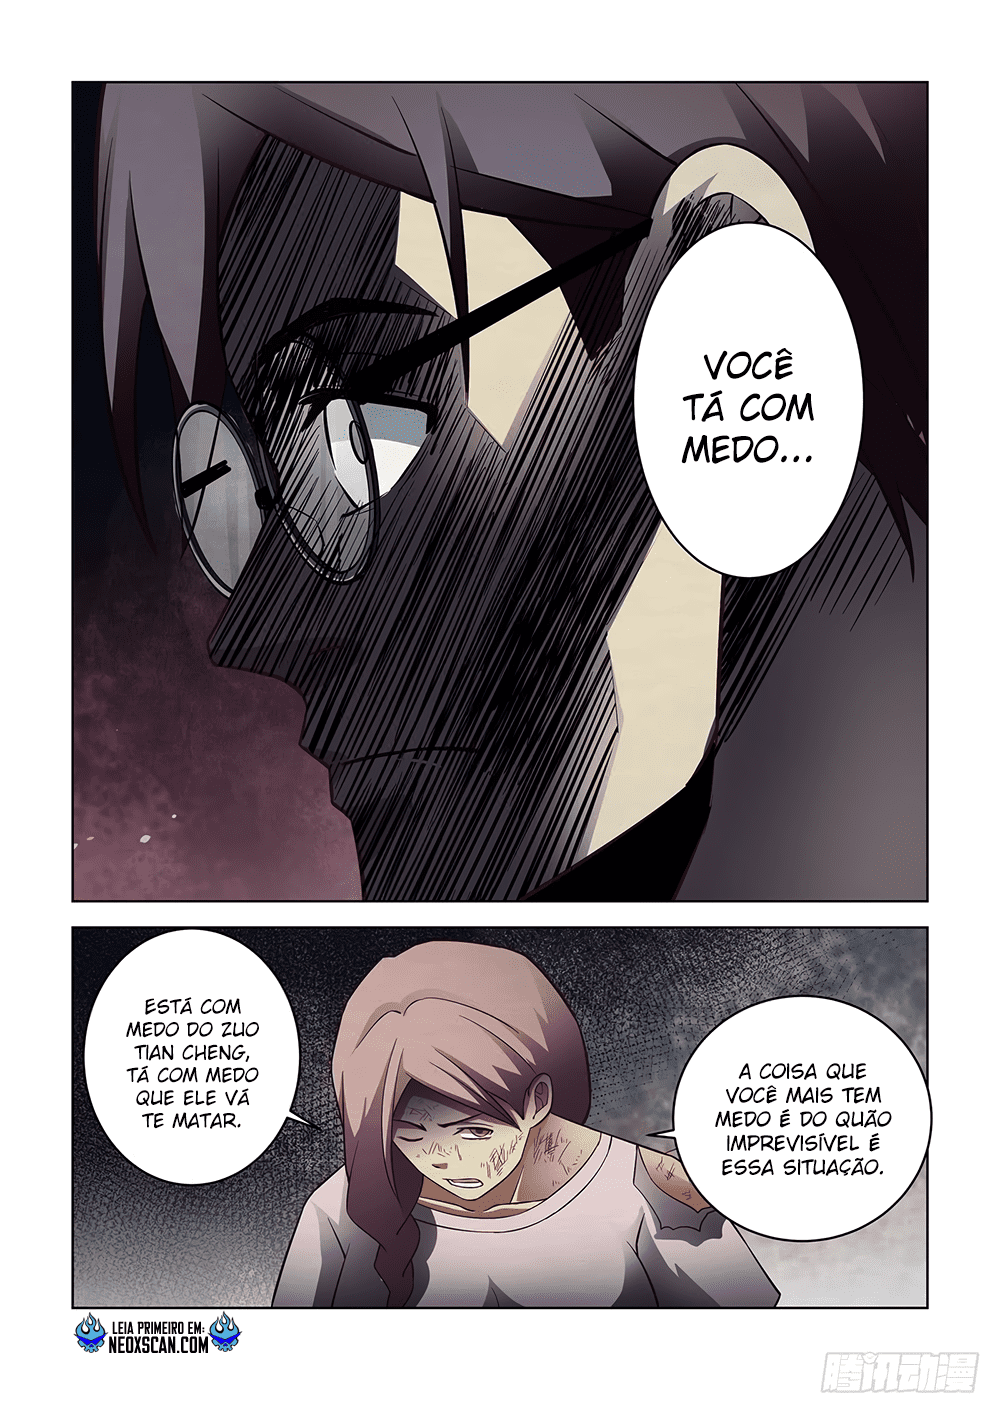 VOCÊ
TÁ COM
MEDO...
ESTÁ COM
MEDO DO ZUO
TIAN CHENG,
TÁ COM MEDO
QUE ELE VÁ
TE MATAR.
A COISA QUE
VOCÊ MAIS TEM
MEDO É DO QUÃO
IMPREVISÍVEL É
ESSA SITUAÇÃO.
LEIA PRIMEIRO EM:
NEOXSCAN.COM
腾讯动漫